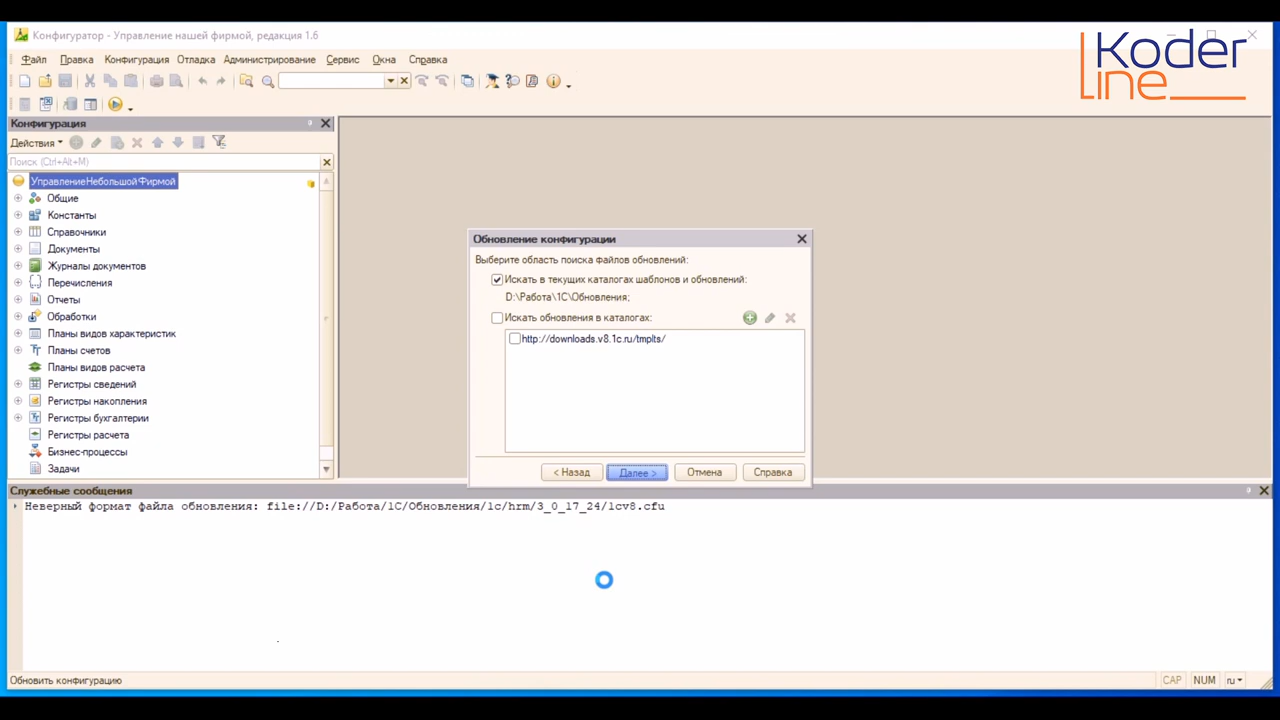 Конфигуратор - Управление нашей фирмой, редакция 1.6
Koder
line
Файл Правка Конфигурация Отладка Администрирование Сервис Окна Справка
Конфигурация
Действия
Поиск (Ctrl+Alt+M)
УправлениеНебольшойФирмой
Общие
Константы
Справочники
Документы
Журналы документов
Перечисления
Отчеты
Обработки
Планы видов характеристик
Планы счетов
Планы видов расчета
Регистры сведений
Регистры накопления
Регистры бухгалтерии
Регистры расчета
Бизнес-процессы
Задачи
Обновление конфигурации
Выберите область поиска файлов обновлений:
Искать в текущих каталогах шаблонов и обновлений:
D:\Работа\1С\Обновления;
Искать обновления в каталогах:
http://downloads.v8.1c.ru/tmplts/
< Назад Далее > Отмена Справка
Служебные сообщения
Неверный формат файла обновления: file://D:/Работа/1С/Обновления/1c/hrm/3_0_17_24/1cv8.cfu
Обновить конфигурацию
CAP NUM ru